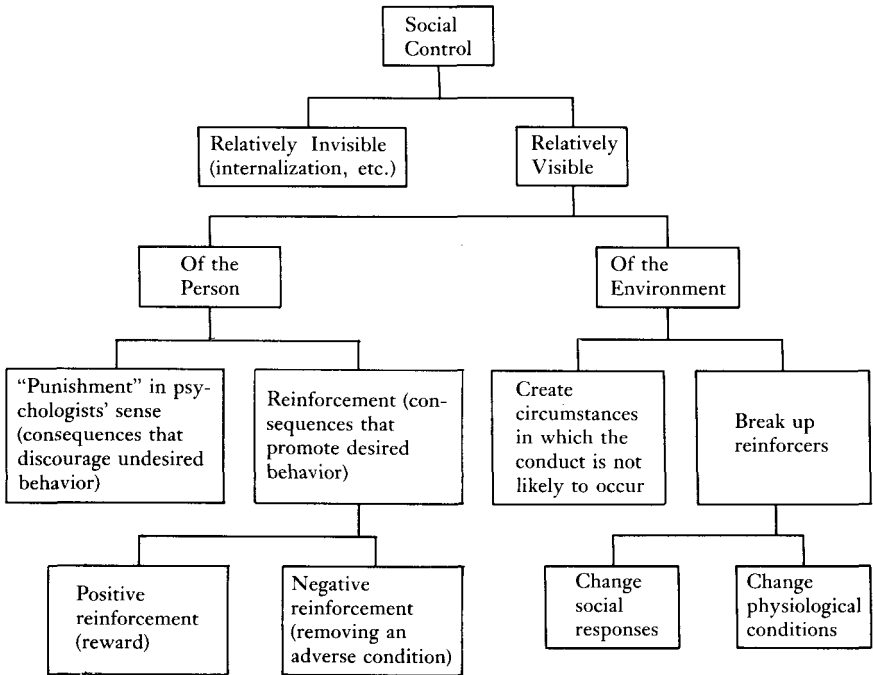 Social
Control
Relatively Invisible
(internalization, etc.)
Relatively
Visible
Of the
Person
Of the
Environment
“Punishment” in psy-
chologists’ sense
(consequences that
discourage undesired
behavior)
Reinforcement (con-
sequences that
promote desired
behavior)
Create
circumstances
in which the
conduct is not
likely to occur
Break up
reinforcers
Positive
reinforcement
(reward)
Negative
reinforcement
(removing an
adverse condition)
Change
social
responses
Change
physiological
conditions